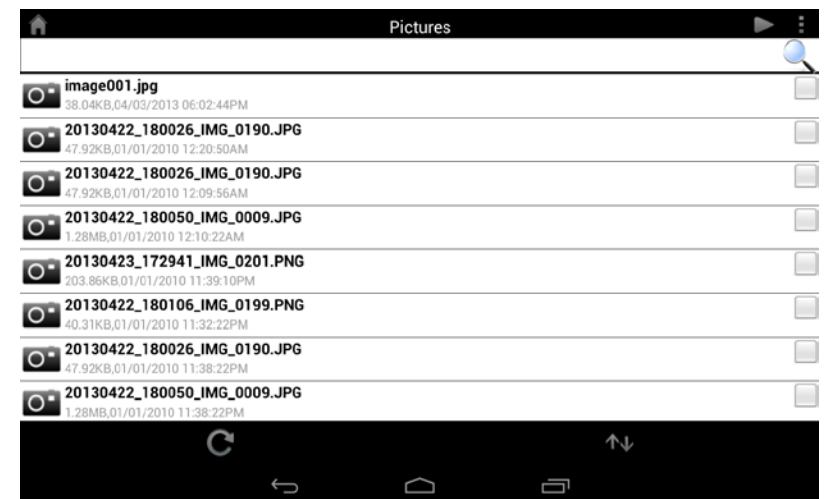 Pictures
image001.jpg
38.04KB,04/03/2013 06:02:44PM
20130422_180026_IMG_0190.JPG
47.92KB,01/01/2010 12:20:50AM
20130422_180026_IMG_0190.JPG
47.92KB,01/01/2010 12:09:56AM
20130422_180050_IMG_0009.JPG
1.28MB,01/01/2010 12:10:22AM
20130423_172941_IMG_0201.PNG
203.86KB,01/01/2010 11:39:10PM
20130422_180106_IMG_0199.PNG
40.31KB,01/01/2010 11:32:22PM
20130422_180026_IMG_0190.JPG
47.92KB,01/01/2010 11:38:22PM
20130422_180050_IMG_0009.JPG
1.28MB,01/01/2010 11:38:22PM